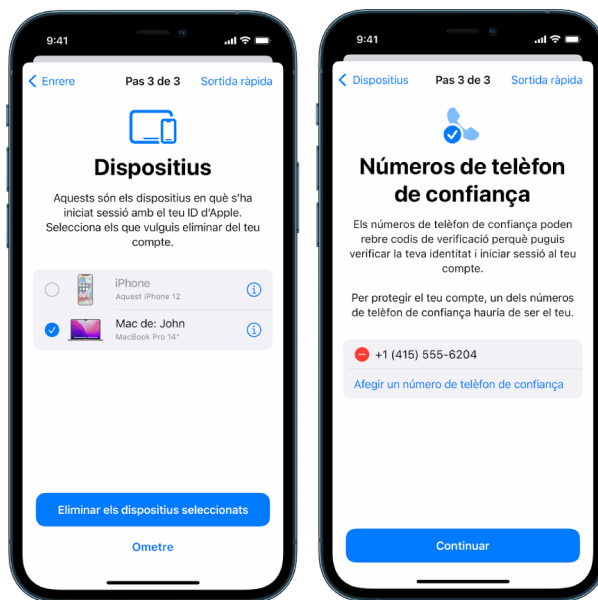 9:41
Enrere
Pas 3 de 3
Sortida ràpida
Dispositius
Aquests són els dispositius en què s'ha
iniciat sessió amb el teu ID d'Apple.
Selecciona els que vulguis eliminar del teu
compte.
iPhone
Aquest iPhone 12
Mac de: John
MacBook Pro 14"
Eliminar els dispositius seleccionats
Ometre
9:41
Dispositius
Pas 3 de 3
Sortida ràpida
Números de telèfon
de confiança
Els números de telèfon de confiança poden
rebre codis de verificació perquè puguis
verificar la teva identitat i iniciar sessió al teu
compte.
Per protegir el teu compte, un dels números
de telèfon de confiança hauria de ser el teu.
+1 (415) 555-6204
Afegir un número de telèfon de confiança
Continuar